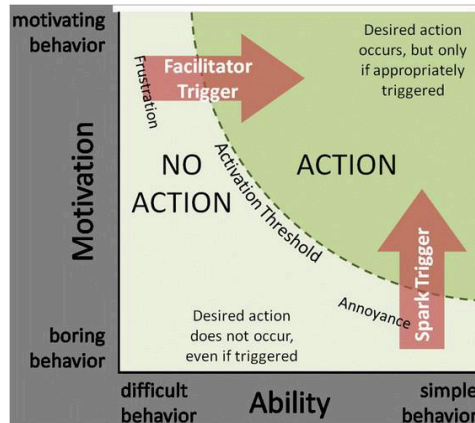 motivating
behavior
Motivation
boring
behavior
Frustration
Facilitator
Trigger
Desired action
occurs, but only
if appropriately
triggered
NO
ACTION
Activation Threshold
ACTION
Spark Trigger
Annoyance
Desired action
does not occur,
even if triggered
difficult
behavior
Ability
simple
behavior